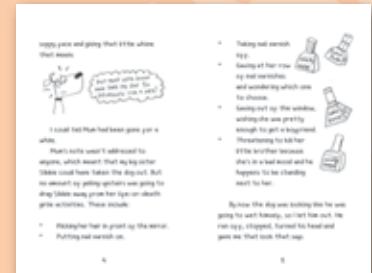 soppy face and going that little whine
that means
I could tell Mum had been gone for a
while.
Mum's note wasn't addressed to
anyone, which meant that my big sister
could have taken the dog out. But
no amount of yelling upstairs was going to
drag away from her life-or-death
activities. These include:
* her hair in front of the mirror.
* Putting nail varnish on.
4
* Taking nail varnish
off.
* Gazing at her row
of nail varnishes
and wondering which one
to choose.
* Gazing out of the window,
wishing she was pretty
enough to get a boyfriend.
* Threatening to kill her
little brother because
she's in a bad mood and he
happens to be standing
next to her.
By now the dog was looking like he was
going to wet himself, so I let him out. He
ran off, stopped, turned his head and
gave me that look that says
5